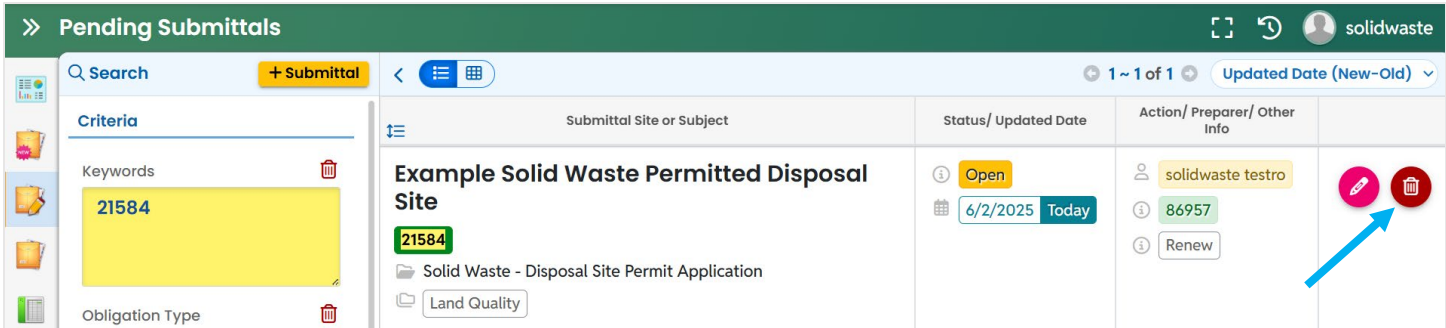 Pending Submittals
solidwaste
Search
+ Submittal
1 ~ 1 of 1
Updated Date (New-Old)
Criteria
Submittal Site or Subject
Status/ Updated Date
Action/ Preparer/ Other
Info
Keywords
21584
Example Solid Waste Permitted Disposal
Site
21584
Solid Waste - Disposal Site Permit Application
Land Quality
Open
6/2/2025 Today
solidwaste testro
86957
Renew
Obligation Type